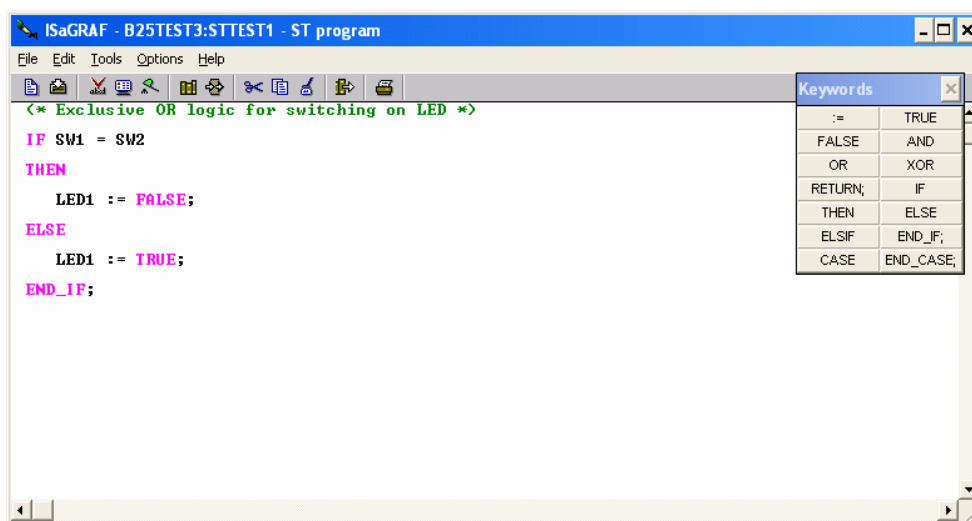 ISaGRAF - B25TEST3:STTEST1 - ST program
File Edit Tools Options Help
(* Exclusive OR logic for switching on LED *)
IF SW1 = SW2
THEN
LED1 := FALSE;
ELSE
LED1 := TRUE;
END_IF;
Keywords
:= TRUE
FALSE AND
OR XOR
RETURN; IF
THEN ELSE
ELSIF END_IF;
CASE END_CASE;